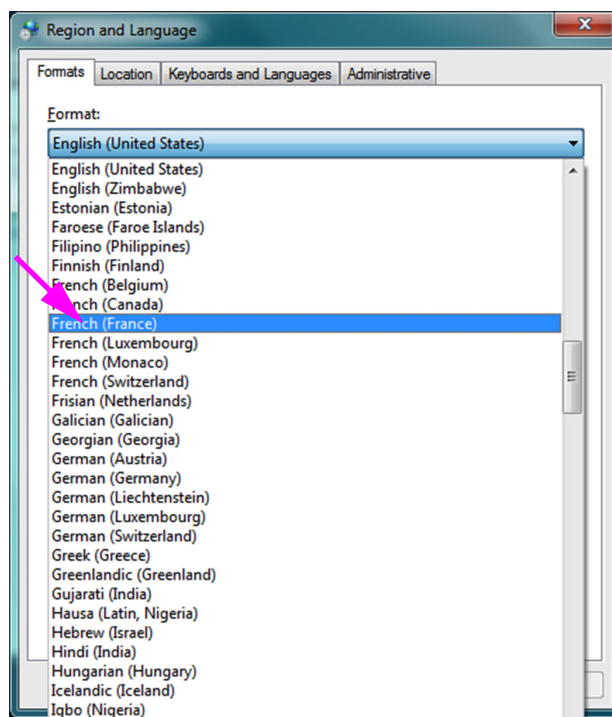 Region and Language
Formats Location Keyboards and Languages Administrative
Format:
English (United States)
English (United States)
English (Zimbabwe)
Estonian (Estonia)
Faroese (Faroe Islands)
Filipino (Philippines)
Finnish (Finland)
French (Belgium)
French (Canada)
French (France)
French (Luxembourg)
French (Monaco)
French (Switzerland)
Frisian (Netherlands)
Galician (Galician)
Georgian (Georgia)
German (Austria)
German (Germany)
German (Liechtenstein)
German (Luxembourg)
German (Switzerland)
Greek (Greece)
Greenlandic (Greenland)
Gujarati (India)
Hausa (Latin, Nigeria)
Hebrew (Israel)
Hindi (India)
Hungarian (Hungary)
Icelandic (Iceland)
Igbo (Nigeria)